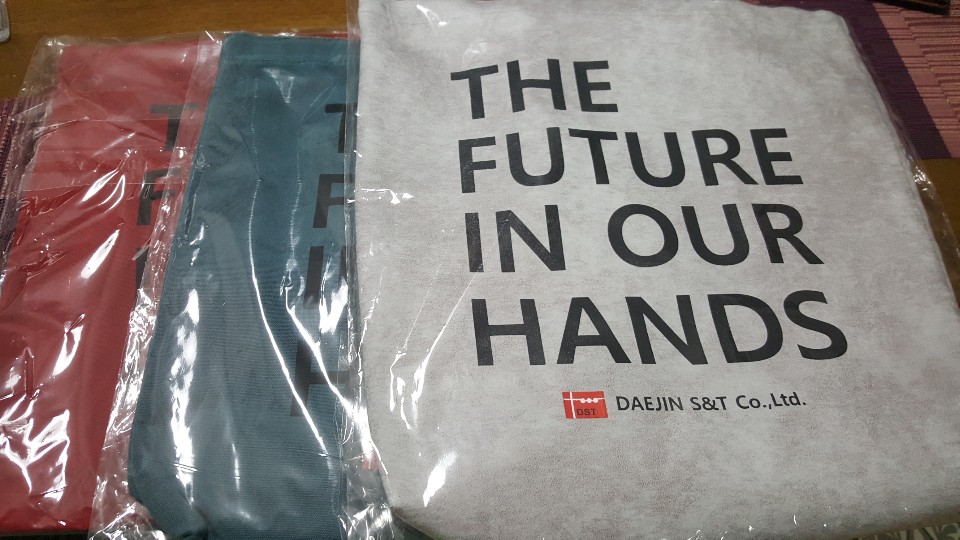 THE
FUTURE
IN OUR
HANDS
DST
DAEJIN S&T Co.,Ltd.
T
F
I
H
T
F